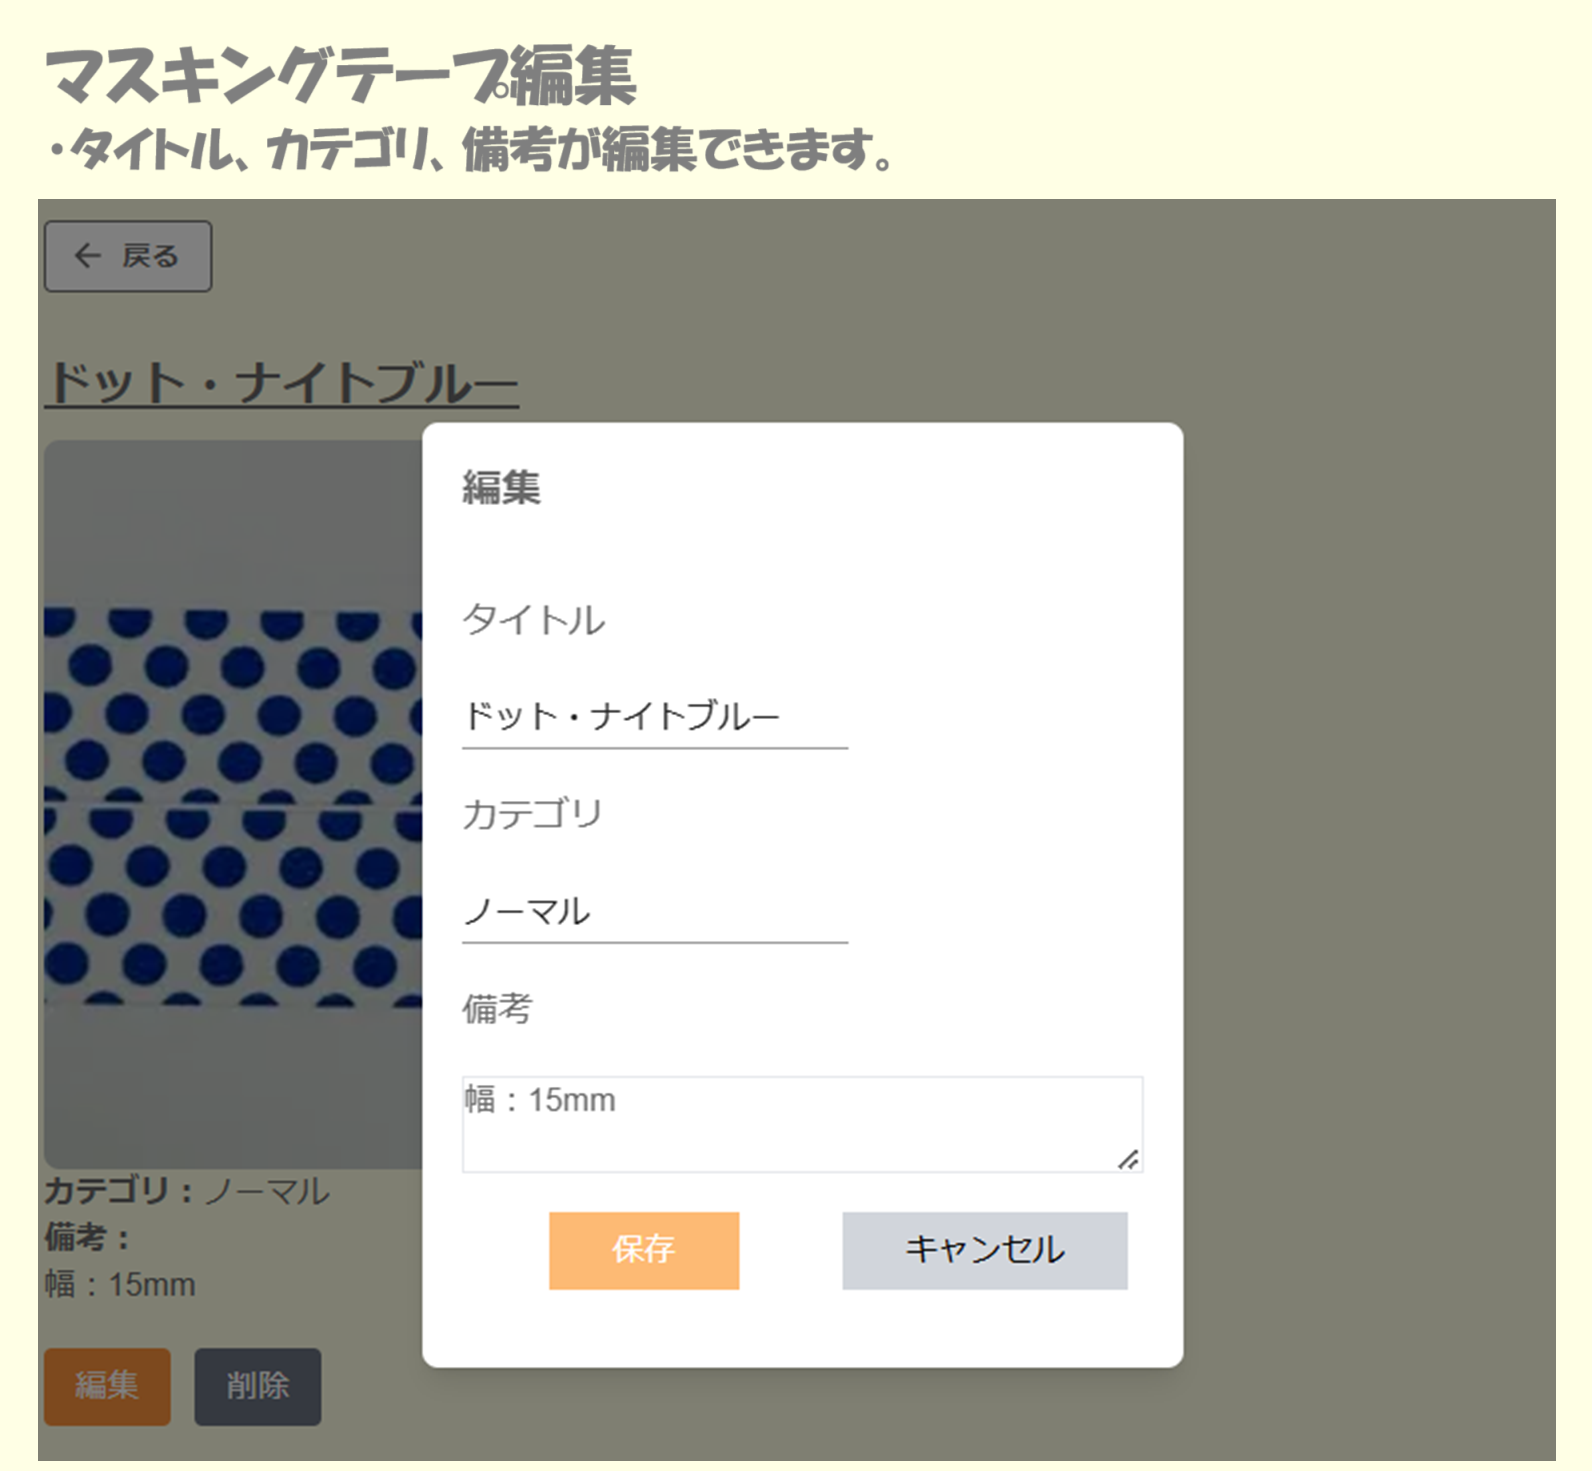 マスキングテープ編集
・タイトル、カテゴリ、備考が編集できます。
← 戻る
ドット・ナイトブルー
編集
タイトル
ドット・ナイトブルー
カテゴリ
ノーマル
備考
幅：15mm
保存 キャンセル
カテゴリ：ノーマル
備考：
幅：15mm
編集 削除